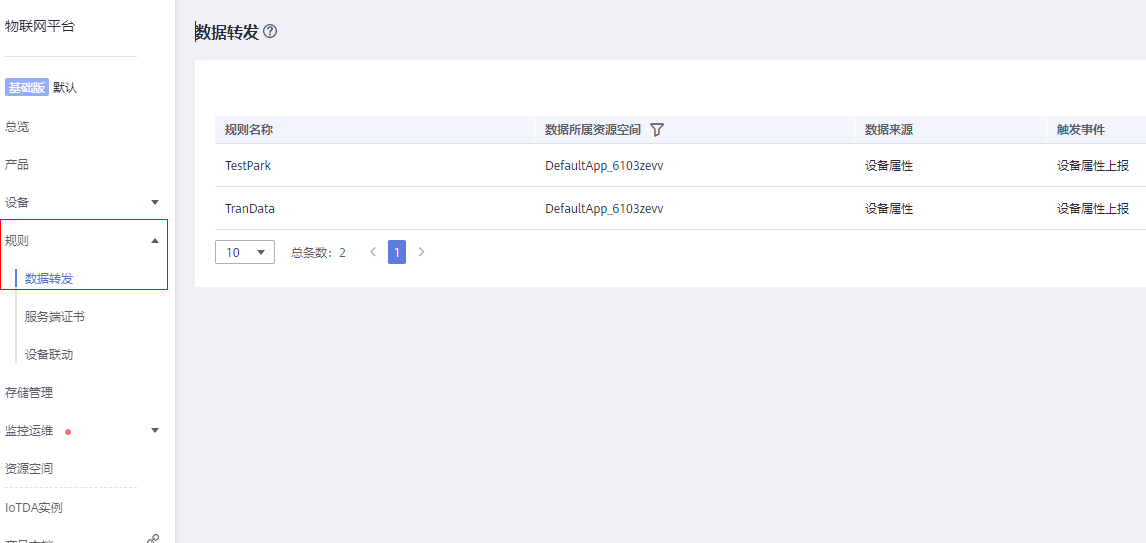 物联网平台
基础版 默认
总览
产品
设备
规则
数据转发
服务端证书
设备联动
存储管理
监控运维
资源空间
IoTDA实例
数据转发
规则名称 数据所属资源空间 数据来源 触发事件
TestPark DefaultApp_6103zevv 设备属性 设备属性上报
TranData DefaultApp_6103zevv 设备属性 设备属性上报
10 总条数: 2 < 1 >